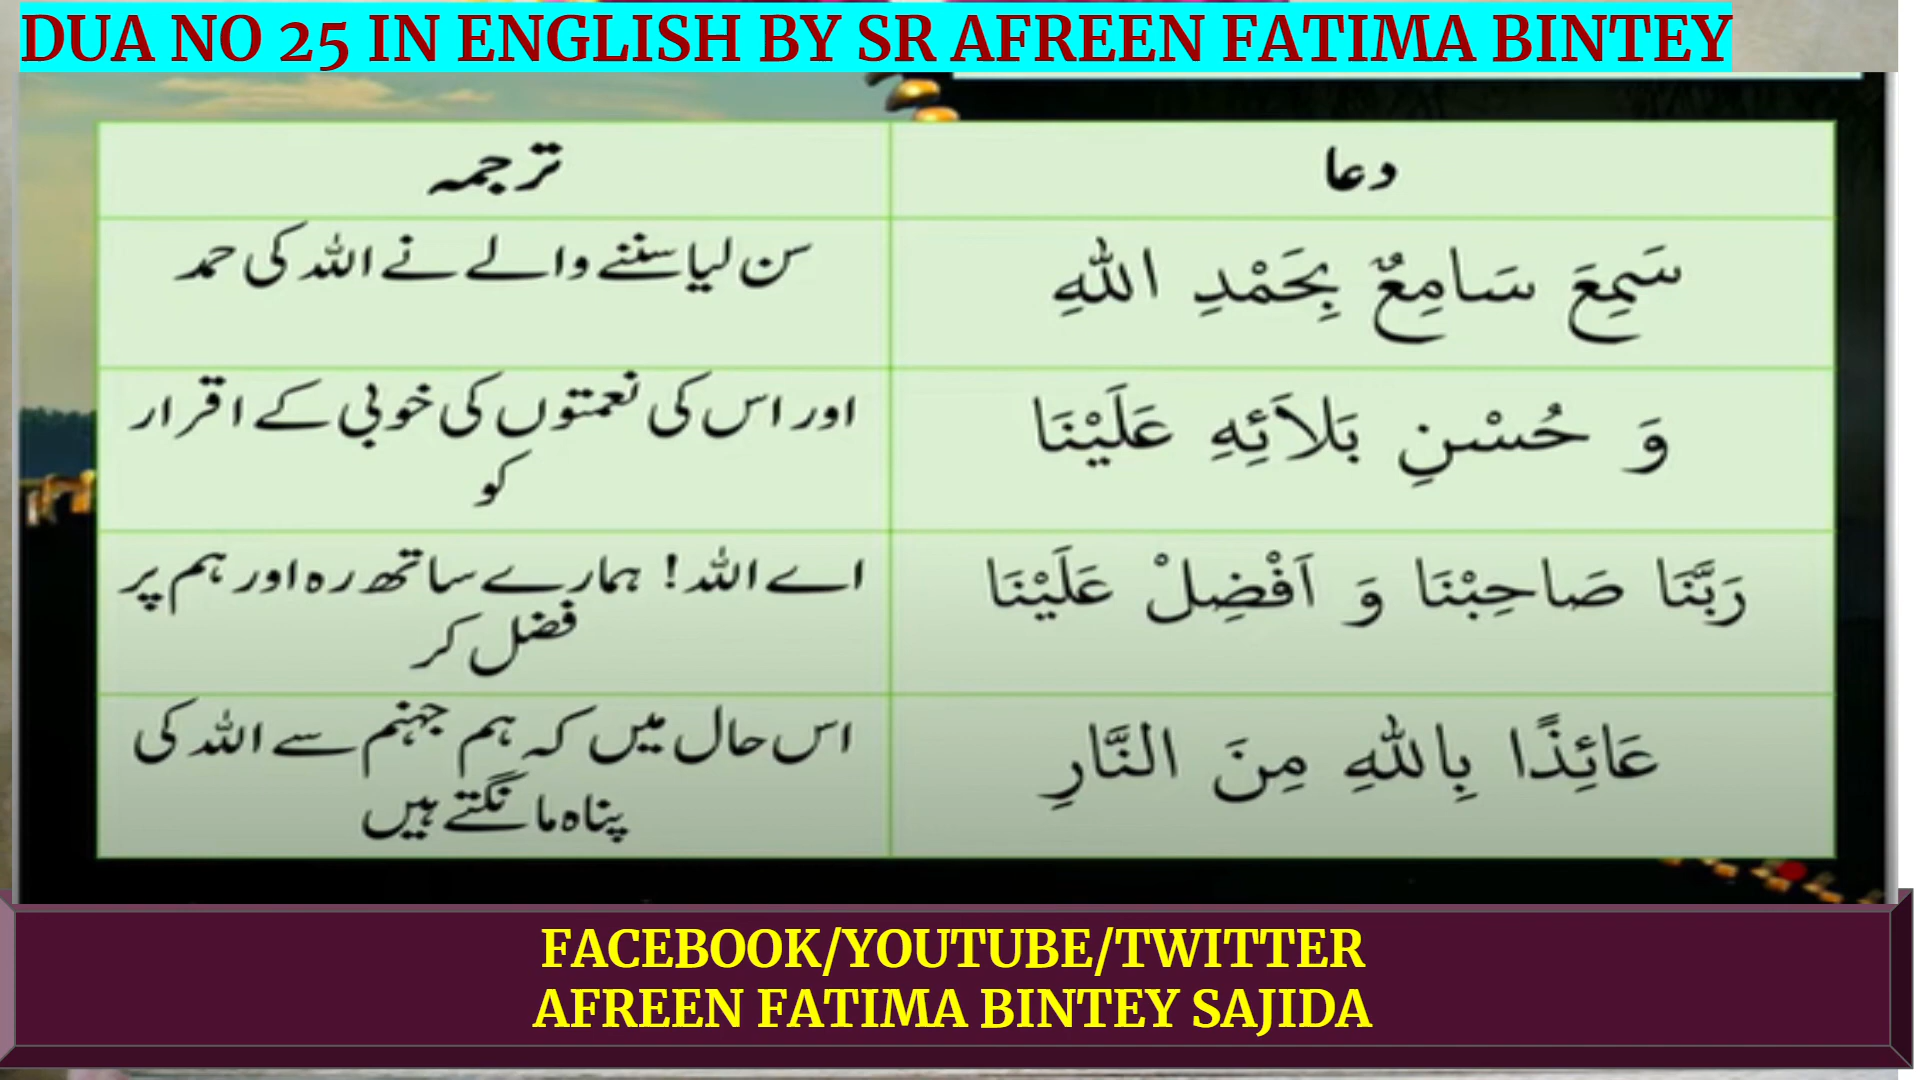 DUA NO 25 IN ENGLISH BY SR AFREEN FATIMA BINTEY
دعا
ترجمہ
سَمِعَ سَامِعٌ بِحَمْدِ اللهِ
سن لیا سننے والے نے اللہ کی حمد
وَ حُسْنِ بَلاَئِهِ عَلَيْنَا
اور اس کی نعمتوں کی خوبی کے اقرار
کو
رَبَّنَا صَاحِبْنَا وَ اَفْضِلْ عَلَيْنَا
اے اللہ! ہمارے ساتھ رہ اور ہم پر
فضل کر
عَائِذًا بِاللهِ مِنَ النَّارِ
اس حال میں کہ ہم جہنم سے اللہ کی
پناہ مانگتے ہیں
FACEBOOK/YOUTUBE/TWITTER
AFREEN FATIMA BINTEY SAJIDA